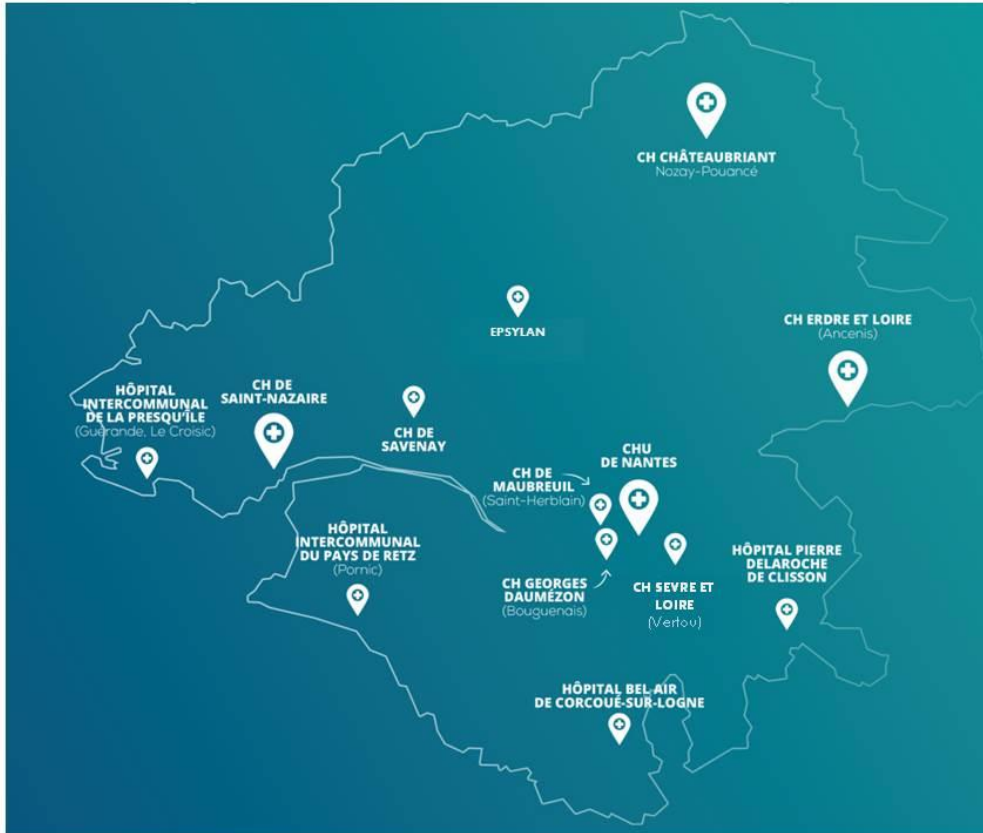 CH CHÂTEAUBRIANT
Nozay-Pouancé
EPSYLAN
CH ERDRE ET LOIRE
(Ancenis)
HÔPITAL
INTERCOMMUNAL
DE LA PRESQU'ÎLE
(Guérande, Le Croisic)
CH DE
SAINT-NAZAIRE
CH DE
SAVENAY
CHU
DE NANTES
CH DE
MAUBREUIL
(Saint-Herblain)
HÔPITAL
INTERCOMMUNAL
DU PAYS DE RETZ
(Pornic)
CH GEORGES
DAUMÉZON
(Bouguenais)
CH SEVRE ET
LOIRE
(Vertou)
HÔPITAL PIERRE
DELAROCHE
DE CLISSON
HÔPITAL BEL AIR
DE CORCOUÉ-SUR-LOGNE